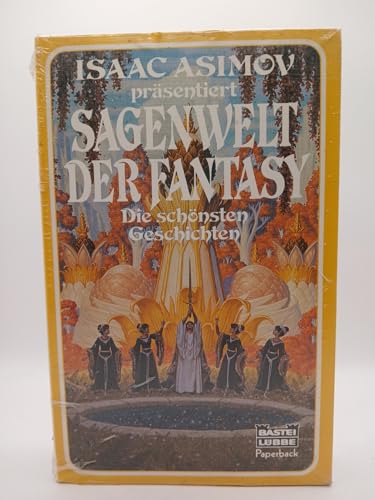 ISAAC ASIMOV
präsentiert
SAGENWELT
DER FANTASY
Die schönsten
Geschichten
BASTEI
LÜBBE
Paperback